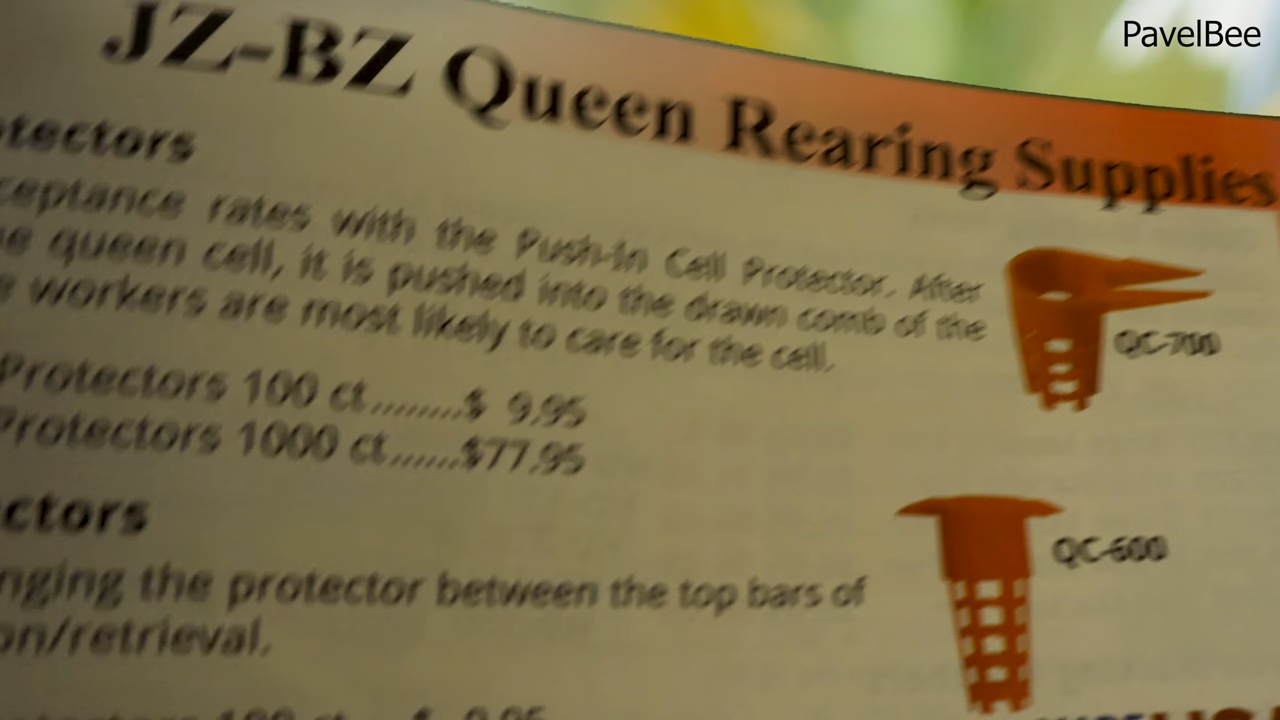 PavelBee
JZ-BZ Queen Rearing Supplies
otectors
ceptance rates with the Push-In Cell Protector. After
e queen cell, it is pushed into the drawn comb of the
workers are most likely to care for the cell.
QC-700
Protectors 100 ct.........$ 9.95
Protectors 1000 ct.......$77.95
ctors
QC-600
nging the protector between the top bars of
on/retrieval.